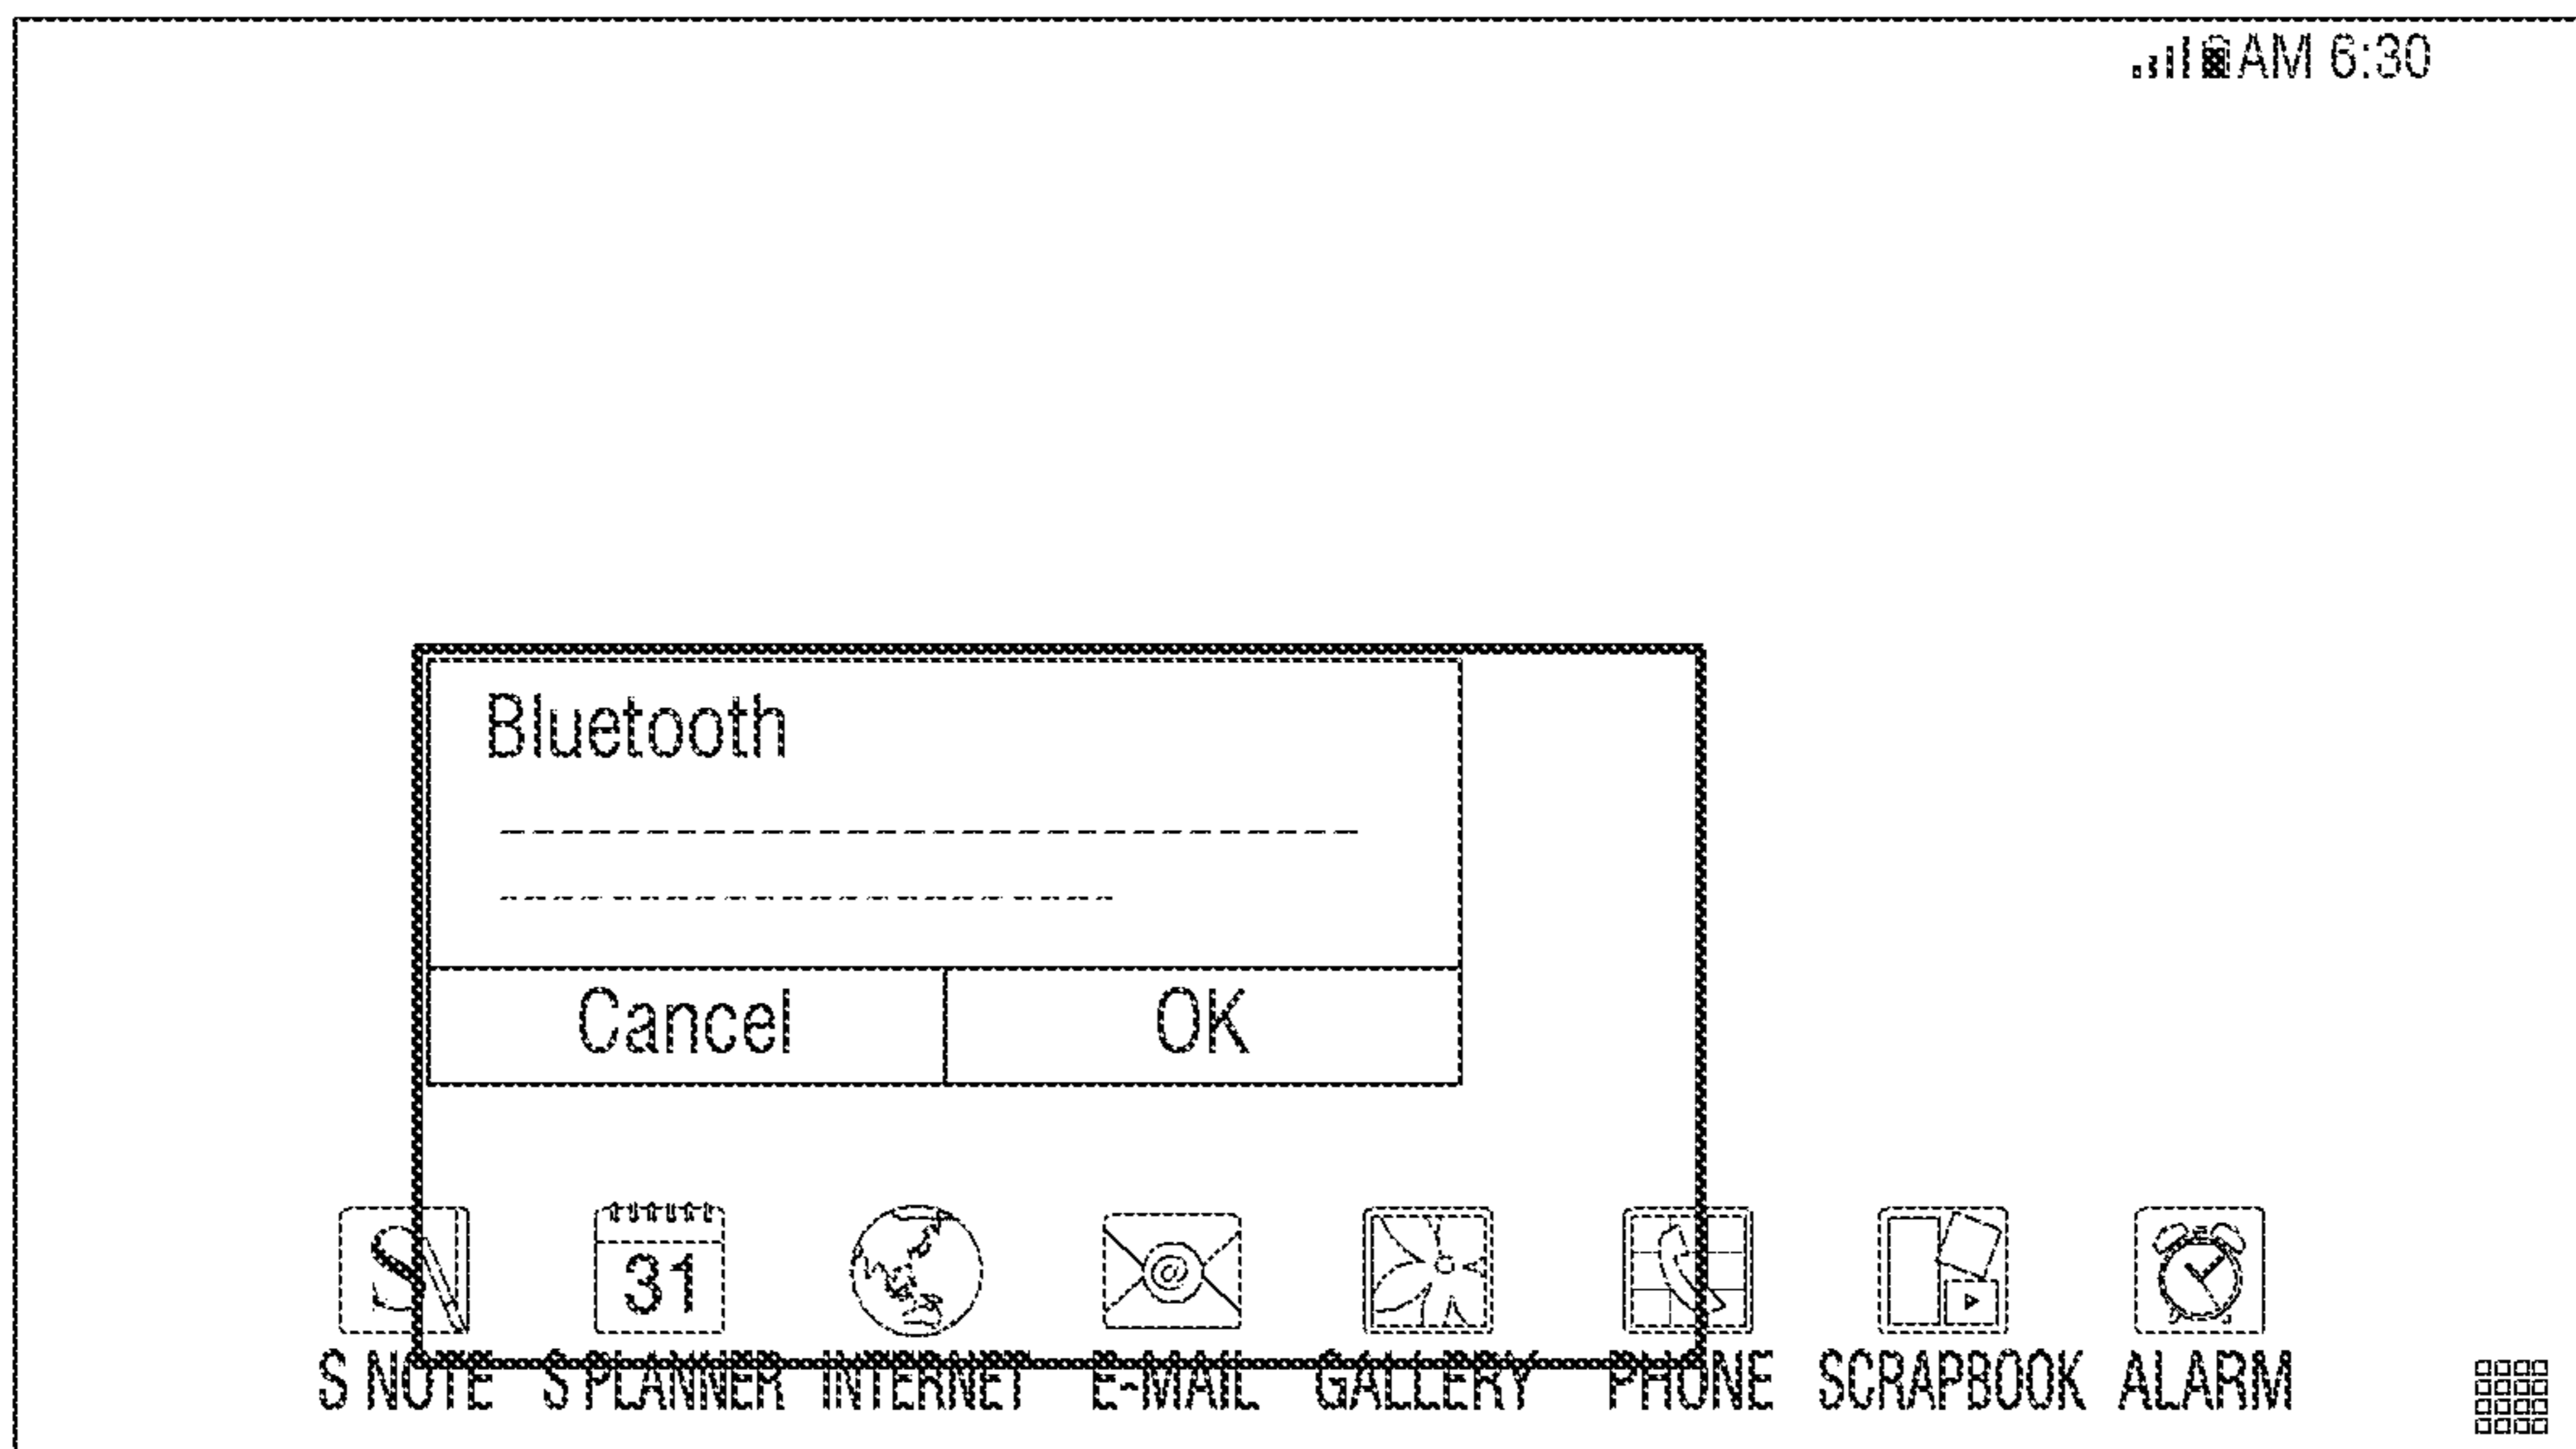 AM 6:30
Bluetooth
Cancel OK
31
@
S NOTE S PLANNER INTERNET E-MAIL GALLERY PHONE SCRAPBOOK ALARM